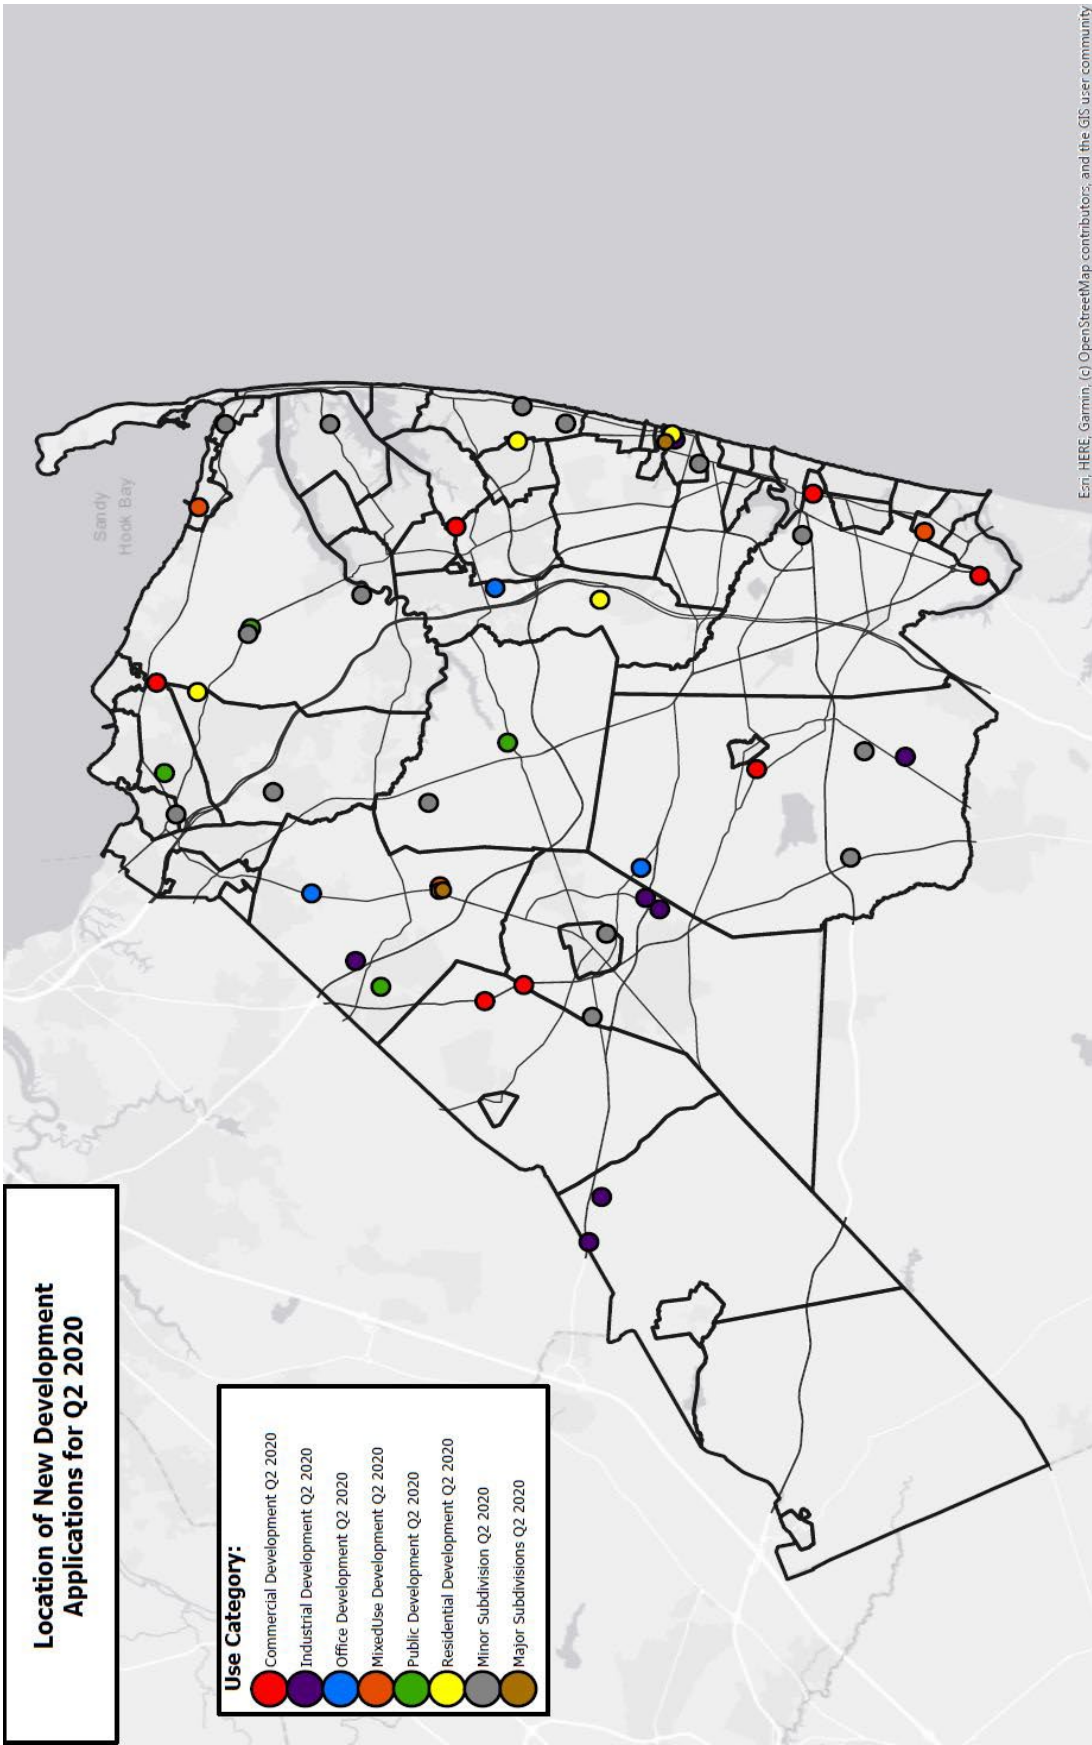 Location of New Development
Applications for Q2 2020
Use Category:
Commercial Development Q2 2020
Industrial Development Q2 2020
Office Development Q2 2020
MixedUse Development Q2 2020
Public Development Q2 2020
Residential Development Q2 2020
Minor Subdivision Q2 2020
Major Subdivisions Q2 2020
Sandy
Hook Bay
Esri, HERE, Garmin, (c) OpenStreetMap contributors, and the GIS user community